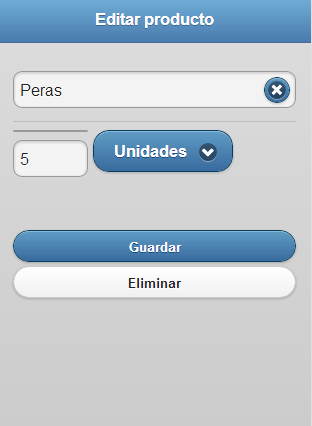 Editar producto
Peras
5
Unidades
Guardar
Eliminar